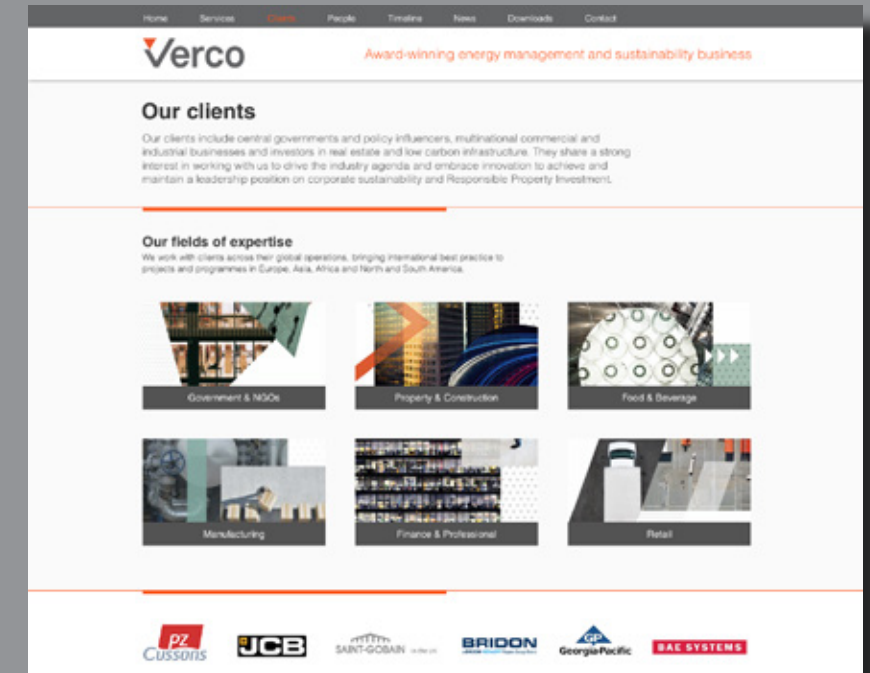 Home Services Clients People Timeline News Downloads Contact
Verco
Award-winning energy management and sustainability business
Our clients
Our clients include central governments and policy influencers, multinational commercial and
industrial businesses and investors in real estate and low carbon infrastructure. They share a strong
interest in working with us to drive the industry agenda and embrace innovation to achieve and
maintain a leadership position on corporate sustainability and Responsible Property Investment.
Our fields of expertise
We work with clients across their global operations, bringing international best practice to
projects and programmes in Europe, Asia, Africa and North and South America.
Government & NGOs
Property & Construction
Food & Beverage
Manufacturing
Finance & Professional
Retail
PZ
Cussons
JCB
SAINT-GOBAIN
BRIDON
GP
Georgia-Pacific
BAE SYSTEMS